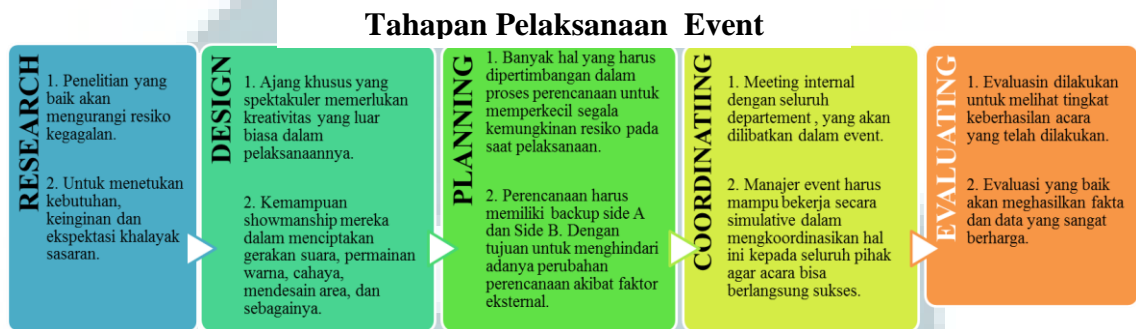 Tahapan Pelaksanaan Event
RESEARCH
1. Penelitian yang
baik akan
mengurangi resiko
kegagalan.
2. Untuk menetukan
kebutuhan,
keinginan dan
ekspektasi khalayak
sasaran.
DESIGN
1. Ajang khusus yang
spektakuler memerlukan
kreativitas yang luar
biasa dalam
pelaksanaannya.
2. Kemampuan
showmanship mereka
dalam menciptakan
gerakan suara, permainan
warna, cahaya,
mendesain area, dan
sebagainya.
PLANNING
1. Banyak hal yang harus
dipertimbangan dalam
proses perencanaan untuk
memperkecil segala
kemungkinan resiko pada
saat pelaksanaan.
2. Perencanaan harus
memiliki backup side A
dan Side B. Dengan
tujuan untuk menghindari
adanya perubahan
perencanaan akibat faktor
eksternal.
COORDINATING
1. Meeting internal
dengan seluruh
departement , yang akan
dilibatkan dalam event.
2. Manajer event harus
mampu bekerja secara
simulative dalam
mengkoordinasikan hal
ini kepada seluruh pihak
agar acara bisa
berlangsung sukses.
EVALUATING
1. Evaluasin dilakukan
untuk melihat tingkat
keberhasilan acara
yang telah dilakukan.
2. Evaluasi yang baik
akan meghasilkan fakta
dan data yang sangat
berharga.